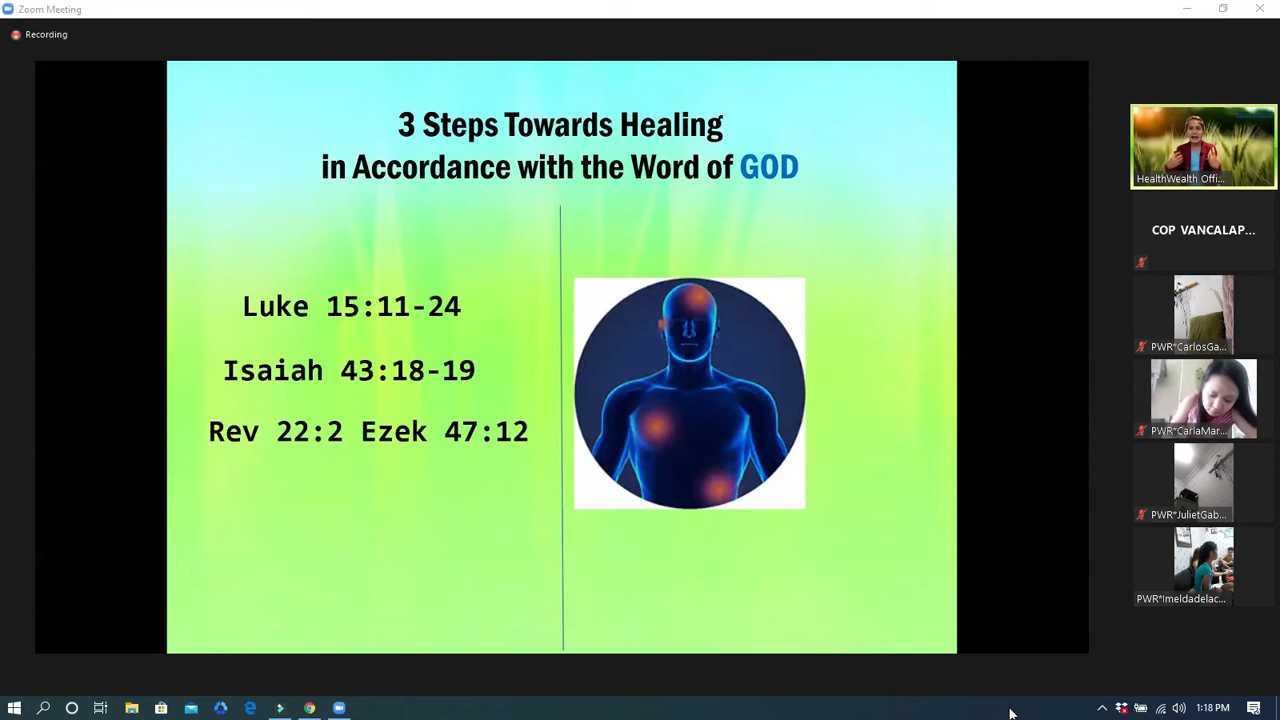 Zoom Meeting
Recording
3 Steps Towards Healing
in Accordance with the Word of GOD
Luke 15:11-24
Isaiah 43:18-19
Rev 22:2 Ezek 47:12
HealthWealth Offi...
COP VANCALAP...
PWR*CarlosGa...
PWR*CarlaMar...
PWR*JulietGab...
PWR*Imeldadelac...
1:18 PM